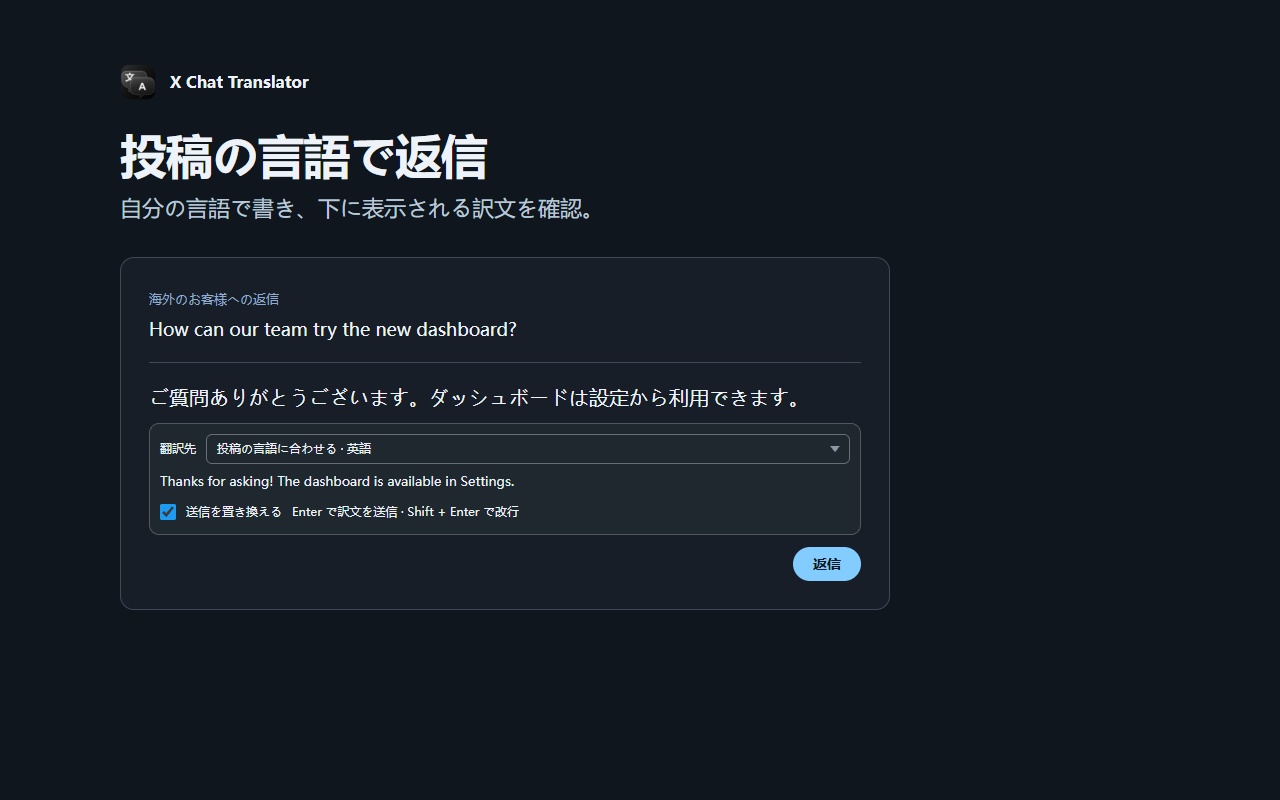 X Chat Translator
投稿の言語で返信
自分の言語で書き、下に表示される訳文を確認。
海外のお客様への返信
How can our team try the new dashboard?
ご質問ありがとうございます。ダッシュボードは設定から利用できます。
翻訳先 投稿の言語に合わせる · 英語
Thanks for asking! The dashboard is available in Settings.
送信を置き換える Enter で訳文を送信 · Shift + Enter で改行
返信